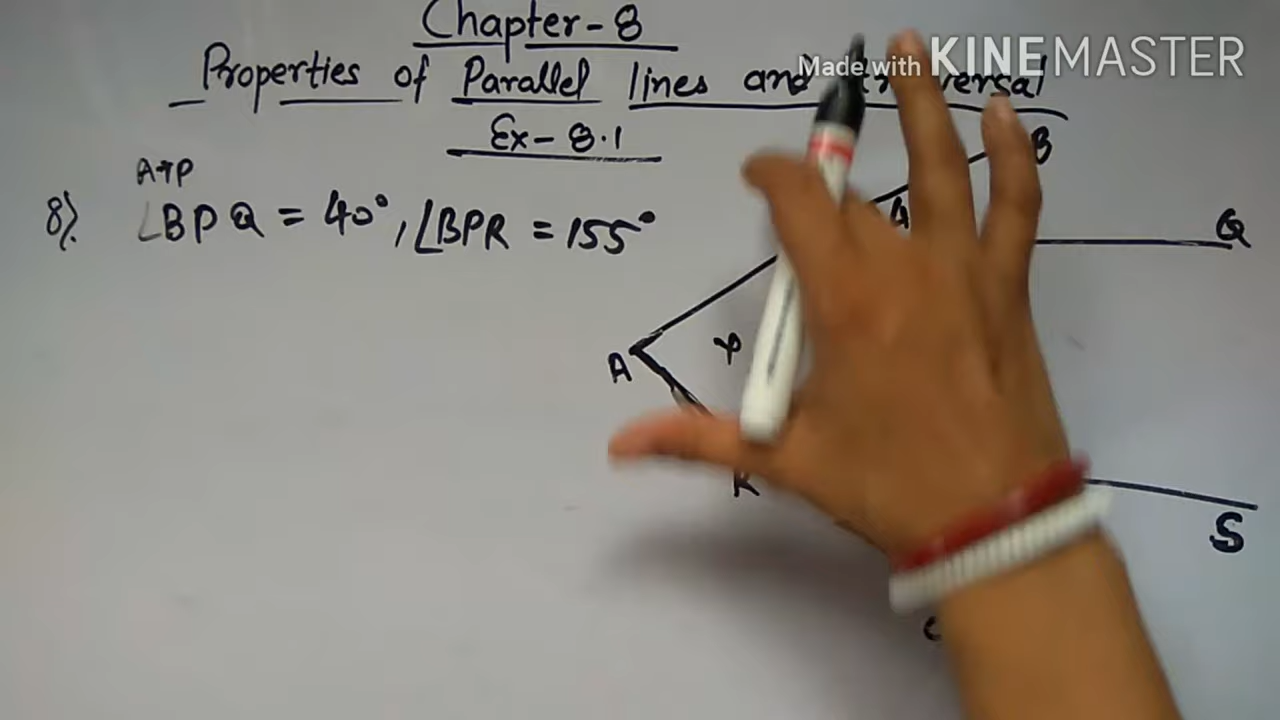 Chapter-8
Properties of Parallel lines and
Made with KINEMASTER
Ex-8.1
ATP
8). ∠BPQ = 40°, ∠BPR = 155°
B
Q
A
R
S